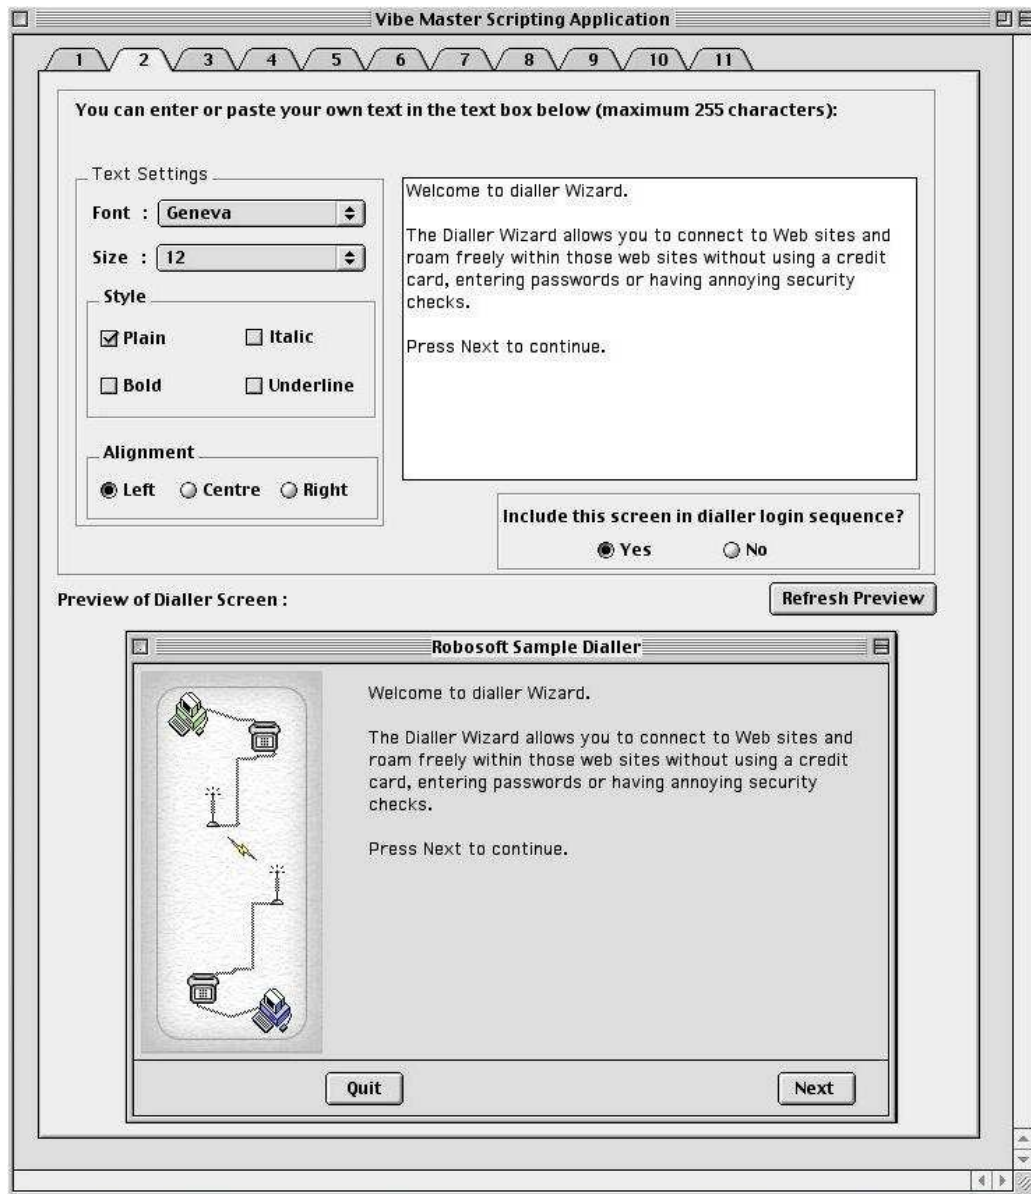 Vibe Master Scripting Application
1 2 3 4 5 6 7 8 9 10 11
You can enter or paste your own text in the text box below (maximum 255 characters):
Text Settings
Font : Geneva
Size : 12
Style
Plain Italic
Bold Underline
Alignment
Left Centre Right
Welcome to dialler Wizard.
The Dialler Wizard allows you to connect to Web sites and
roam freely within those web sites without using a credit
card, entering passwords or having annoying security
checks.
Press Next to continue.
Include this screen in dialler login sequence?
Yes No
Preview of Dialler Screen :
Refresh Preview
Robosoft Sample Dialler
Welcome to dialler Wizard.
The Dialler Wizard allows you to connect to Web sites and
roam freely within those web sites without using a credit
card, entering passwords or having annoying security
checks.
Press Next to continue.
Quit Next